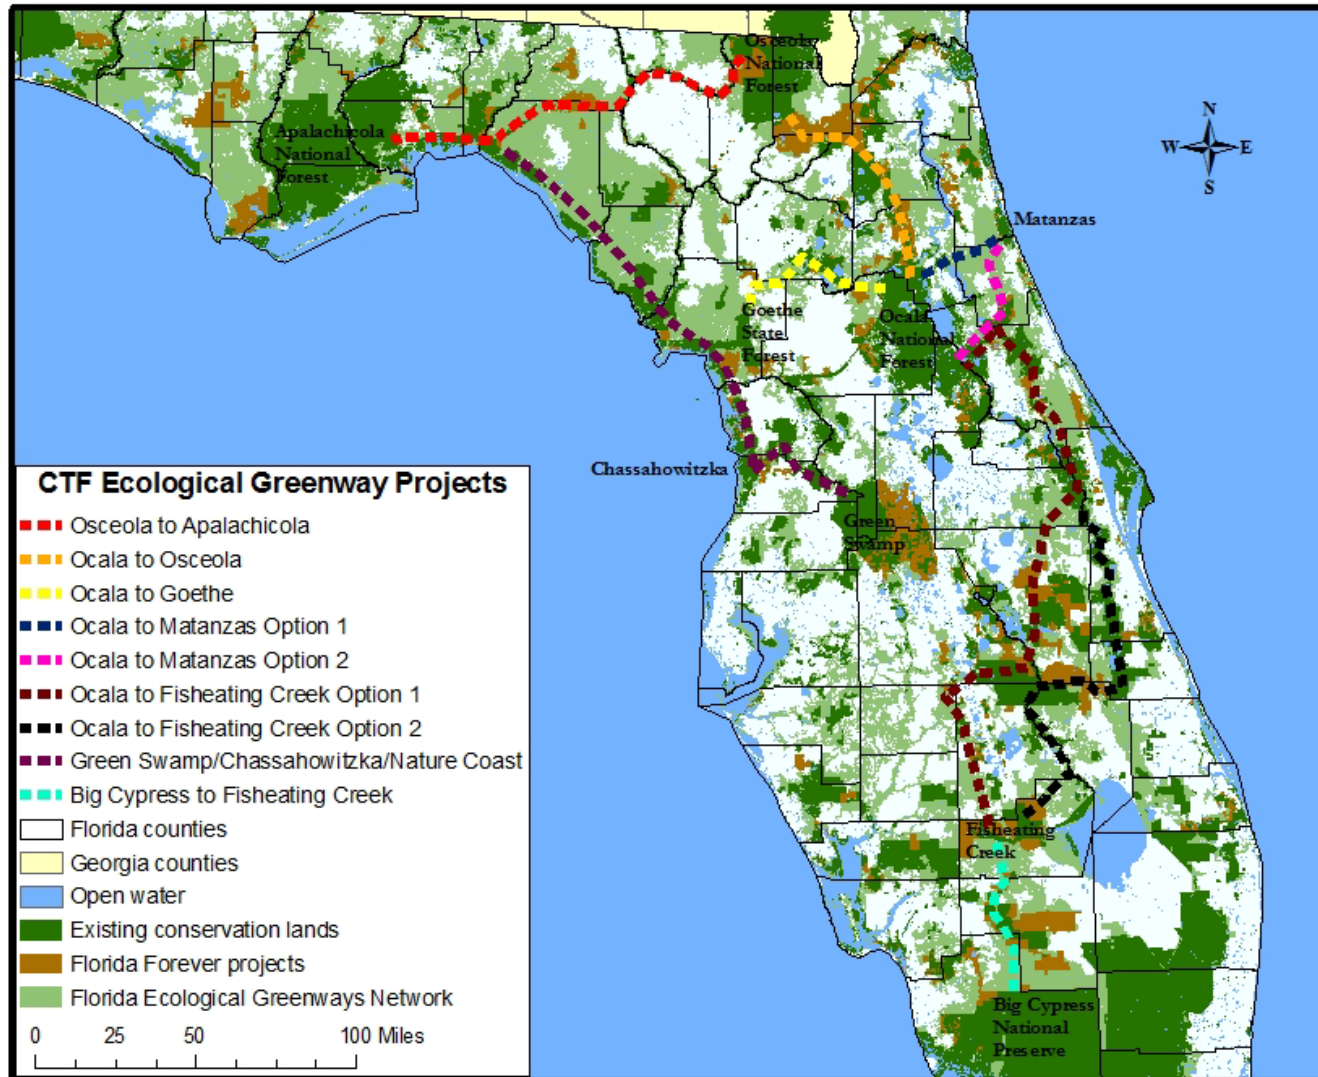 Osceola
National
Forest
Apalachicola
National
Forest
N
W
E
S
Matanzas
Goethe
State
Forest
Ocala
National
Forest
Chassahowitzka
Green
Swamp
Fisheating
Creek
Big Cypress
National
Preserve
CTF Ecological Greenway Projects
Osceola to Apalachicola
Ocala to Osceola
Ocala to Goethe
Ocala to Matanzas Option 1
Ocala to Matanzas Option 2
Ocala to Fisheating Creek Option 1
Ocala to Fisheating Creek Option 2
Green Swamp/Chassahowitzka/Nature Coast
Big Cypress to Fisheating Creek
Florida counties
Georgia counties
Open water
Existing conservation lands
Florida Forever projects
Florida Ecological Greenways Network
0 25 50 100 Miles